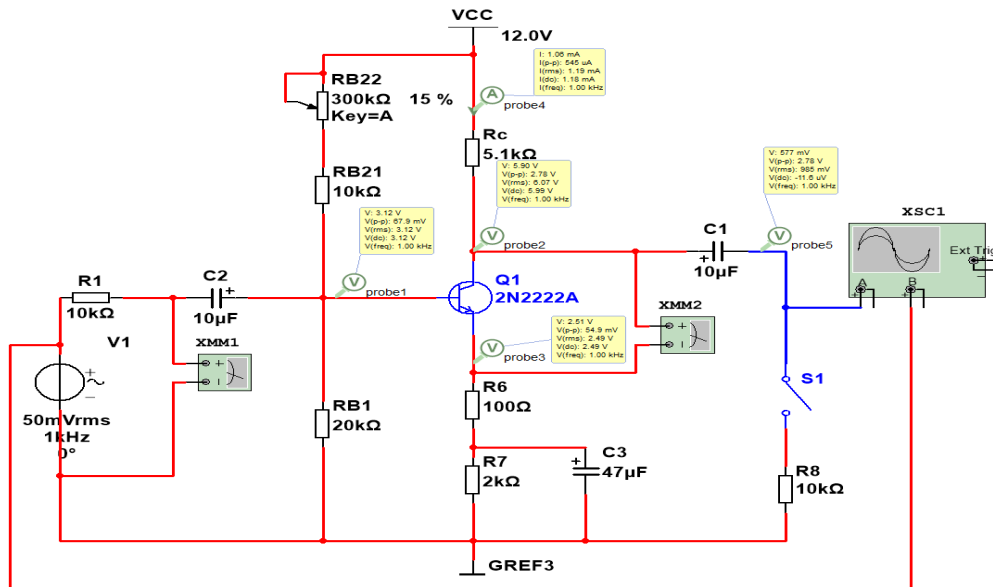 VCC
12.0V
I: 1.06 mA
I(p-p): 545 uA
I(rms): 1.19 mA
I(dc): 1.18 mA
I(freq): 1.00 kHz
A
probe4
RB22
300kΩ
Key=A
15 %
Rc
5.1kΩ
V: 5.90 V
V(p-p): 2.78 V
V(rms): 6.07 V
V(dc): 5.99 V
V(freq): 1.00 kHz
V
probe2
V: 577 mV
V(p-p): 2.78 V
V(rms): 985 mV
V(dc): -11.6 uV
V(freq): 1.00 kHz
V
probe5
XSC1
Ext Trig
A
B
RB21
10kΩ
V: 3.12 V
V(p-p): 67.9 mV
V(rms): 3.12 V
V(dc): 3.12 V
V(freq): 1.00 kHz
V
probe1
C1
10µF
R1
10kΩ
C2
10µF
Q1
2N2222A
V1
XMM1
XMM2
V: 2.51 V
V(p-p): 54.9 mV
V(rms): 2.49 V
V(dc): 2.49 V
V(freq): 1.00 kHz
V
probe3
50mVrms
1kHz
0°
RB1
20kΩ
R6
100Ω
S1
R7
2kΩ
C3
47µF
R8
10kΩ
GREF3